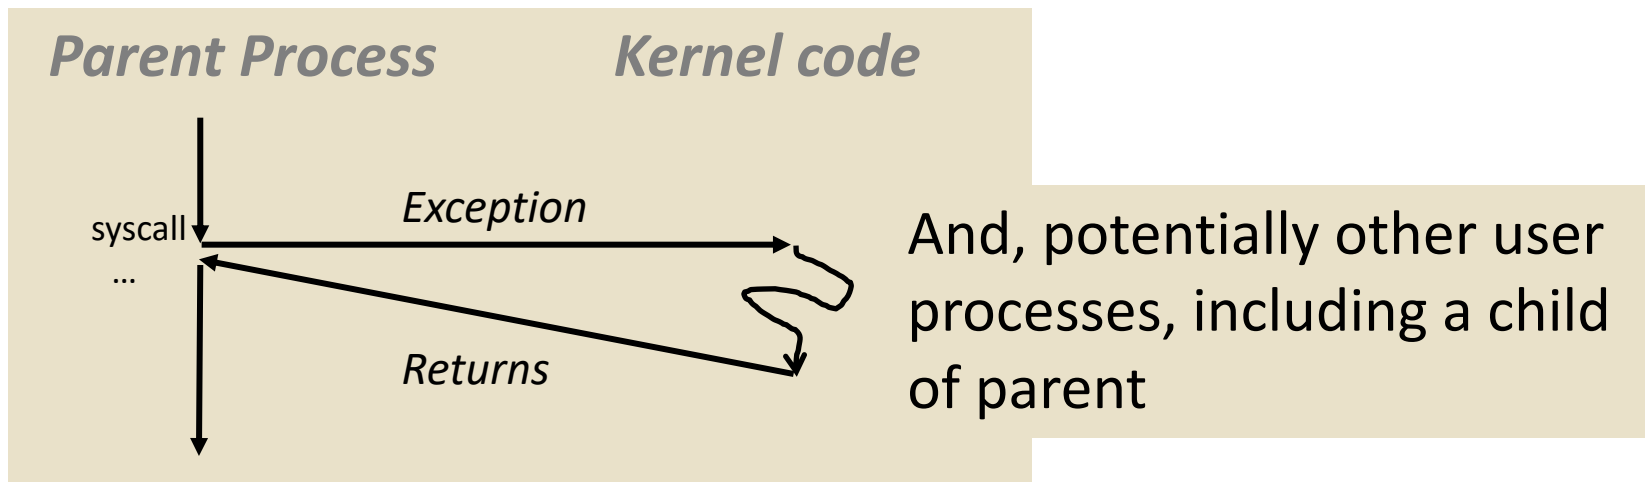 Parent Process
Kernel code
syscall
...
Exception
Returns
And, potentially other user
processes, including a child
of parent